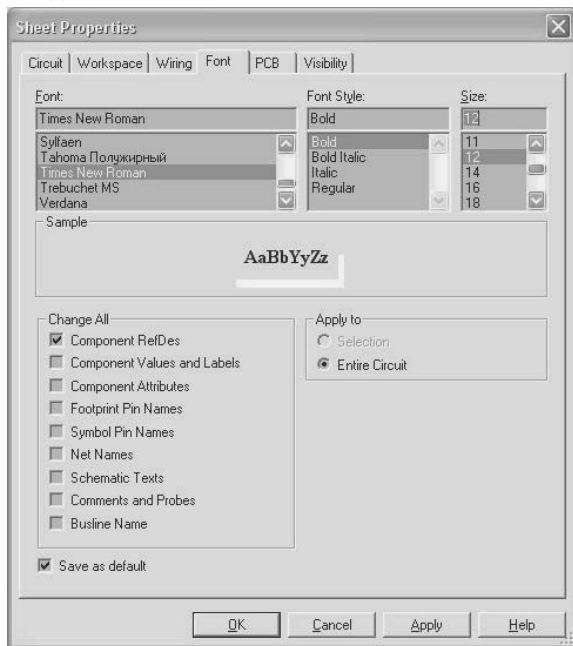 Sheet Properties
Circuit Workspace Wiring Font PCB Visibility
Font: Font Style: Size:
Times New Roman Bold 12
Sylfaen Bold 11
Tahoma Полужирный Bold Italic 12
Times New Roman Italic 14
Trebuchet MS Regular 16
Verdana 18
Sample
AaBbYyZz
Change All Apply to
Component RefDes Selection
Component Values and Labels Entire Circuit
Component Attributes
Footprint Pin Names
Symbol Pin Names
Net Names
Schematic Texts
Comments and Probes
Busline Name
Save as default
OK Cancel Apply Help